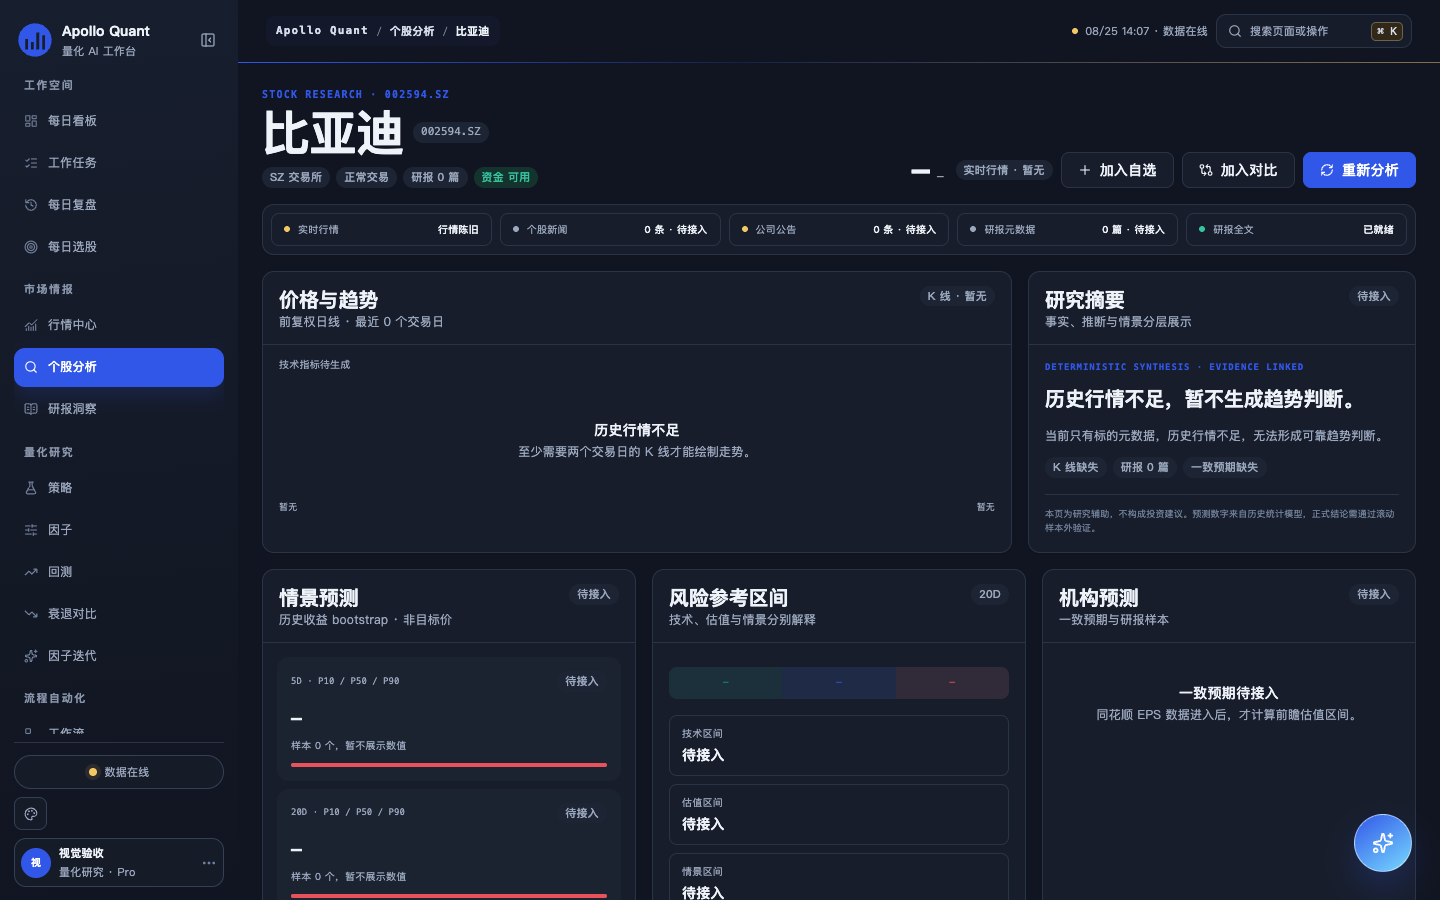 Apollo Quant
量化 AI 工作台
工作空间
每日看板
工作任务
每日复盘
每日选股
市场情报
行情中心
个股分析
研报洞察
量化研究
策略
因子
回测
衰退对比
因子迭代
流程自动化
工作流
数据在线
视
视觉验收
量化研究 · Pro
Apollo Quant / 个股分析 / 比亚迪
08/25 14:07 · 数据在线
搜索页面或操作
⌘ K
STOCK RESEARCH · 002594.SZ
比亚迪
002594.SZ
SZ 交易所
正常交易
研报 0 篇
资金 可用
— _
实时行情 · 暂无
加入自选
加入对比
重新分析
实时行情
行情陈旧
个股新闻
0 条 · 待接入
公司公告
0 条 · 待接入
研报元数据
0 篇 · 待接入
研报全文
已就绪
价格与趋势
K 线 · 暂无
前复权日线 · 最近 0 个交易日
技术指标待生成
历史行情不足
至少需要两个交易日的 K 线才能绘制走势。
暂无
暂无
研究摘要
待接入
事实、推断与情景分层展示
DETERMINISTIC SYNTHESIS · EVIDENCE LINKED
历史行情不足，暂不生成趋势判断。
当前只有标的元数据，历史行情不足，无法形成可靠趋势判断。
K 线缺失
研报 0 篇
一致预期缺失
本页为研究辅助，不构成投资建议。预测数字来自历史统计模型，正式结论需通过滚动
样本外验证。
情景预测
待接入
历史收益 bootstrap · 非目标价
5D · P10 / P50 / P90
待接入
—
样本 0 个，暂不展示数值
20D · P10 / P50 / P90
待接入
—
样本 0 个，暂不展示数值
风险参考区间
20D
技术、估值与情景分别解释
—
—
—
技术区间
待接入
估值区间
待接入
情景区间
待接入
机构预测
待接入
一致预期与研报样本
一致预期待接入
同花顺 EPS 数据进入后，才计算前瞻估值区间。